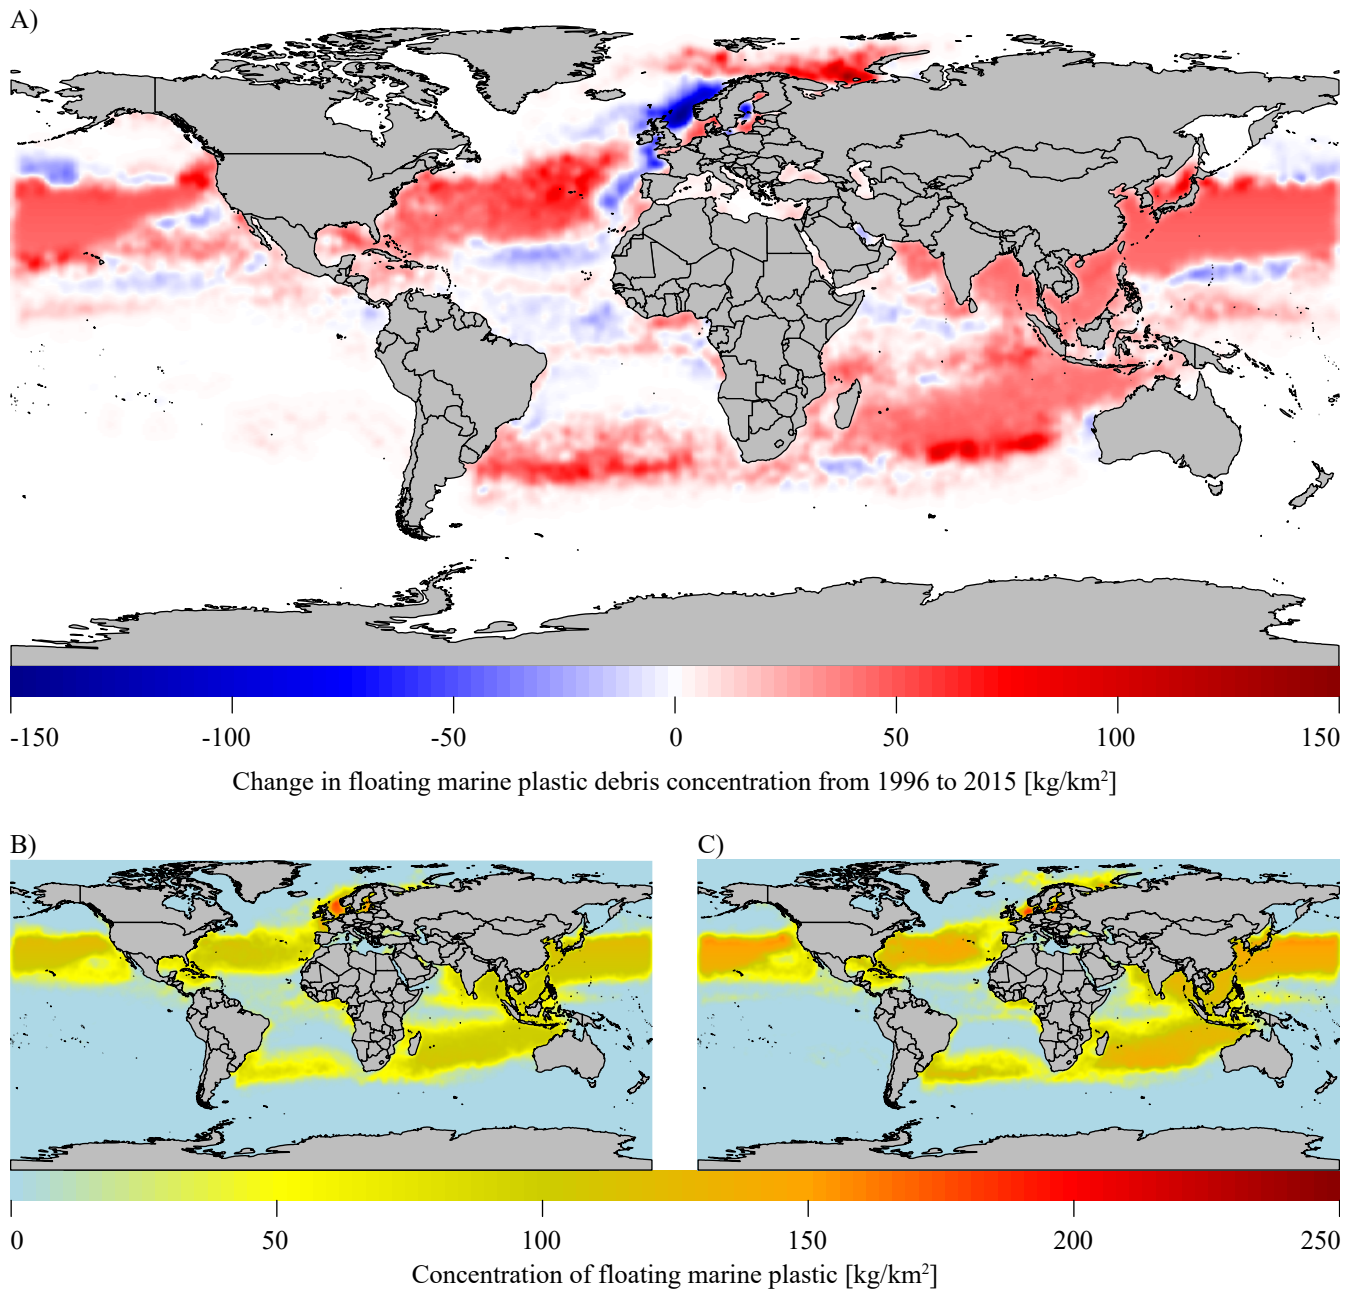 A)
-150 -100 -50 0 50 100 150
Change in floating marine plastic debris concentration from 1996 to 2015 [kg/km²]
B) C)
0 50 100 150 200 250
Concentration of floating marine plastic [kg/km²]